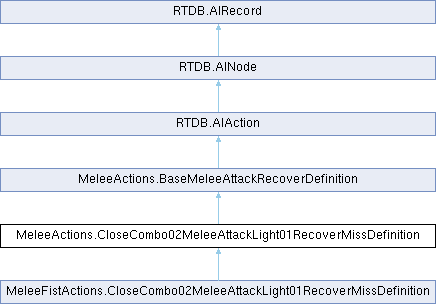 RTDB.AIRecord
RTDB.AINode
RTDB.AIAction
MeleeActions.BaseMeleeAttackRecoverDefinition
MeleeActions.CloseCombo02MeleeAttackLight01RecoverMissDefinition
MeleeFistActions.CloseCombo02MeleeAttackLight01RecoverMissDefinition